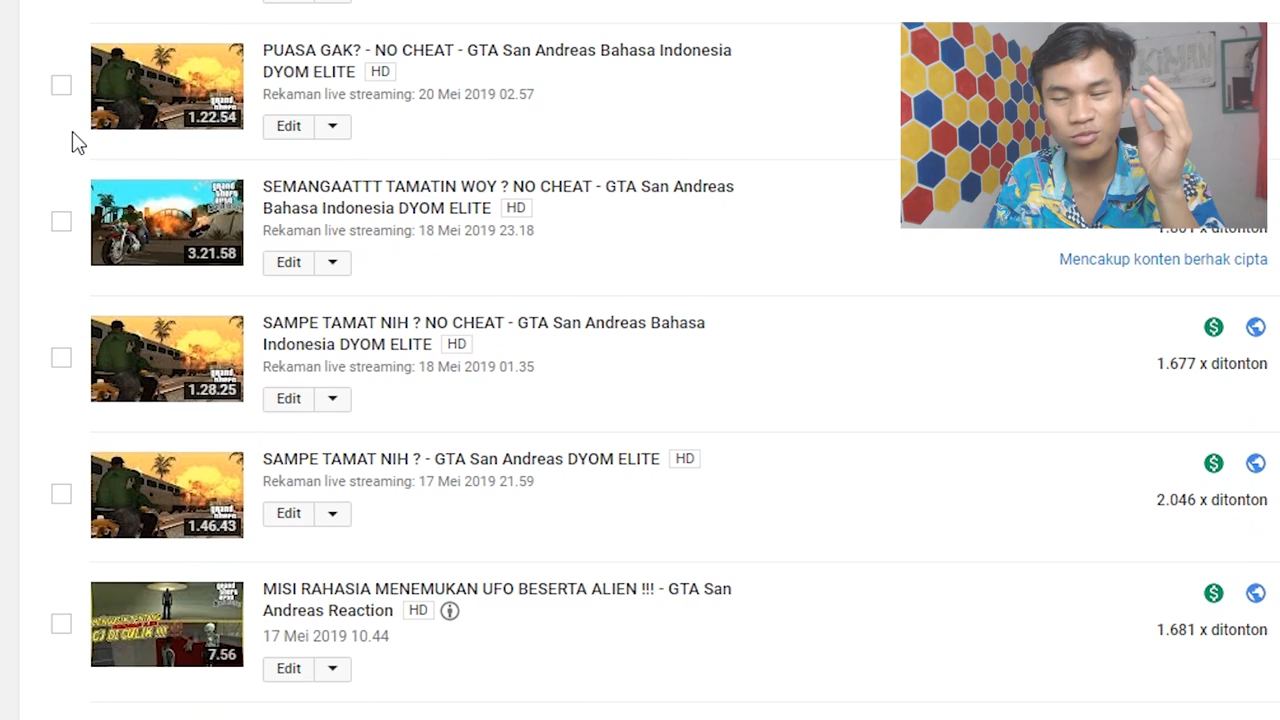 PUASA GAK? - NO CHEAT - GTA San Andreas Bahasa Indonesia
DYOM ELITE HD
Rekaman live streaming: 20 Mei 2019 02.57
1.22.54
Edit
KIMAN
SEMANGAATTT TAMATIN WOY ? NO CHEAT - GTA San Andreas
Bahasa Indonesia DYOM ELITE HD
Rekaman live streaming: 18 Mei 2019 23.18
3.21.58
Edit
x ditonton
Mencakup konten berhak cipta
SAMPE TAMAT NIH ? NO CHEAT - GTA San Andreas Bahasa
Indonesia DYOM ELITE HD
Rekaman live streaming: 18 Mei 2019 01.35
1.28.25
Edit
1.677 x ditonton
SAMPE TAMAT NIH ? - GTA San Andreas DYOM ELITE HD
Rekaman live streaming: 17 Mei 2019 21.59
1.46.43
Edit
2.046 x ditonton
MISI RAHASIA MENEMUKAN UFO BESERTA ALIEN !!! - GTA San
Andreas Reaction HD
17 Mei 2019 10.44
CJ DI CULIK !!!
7.56
Edit
1.681 x ditonton